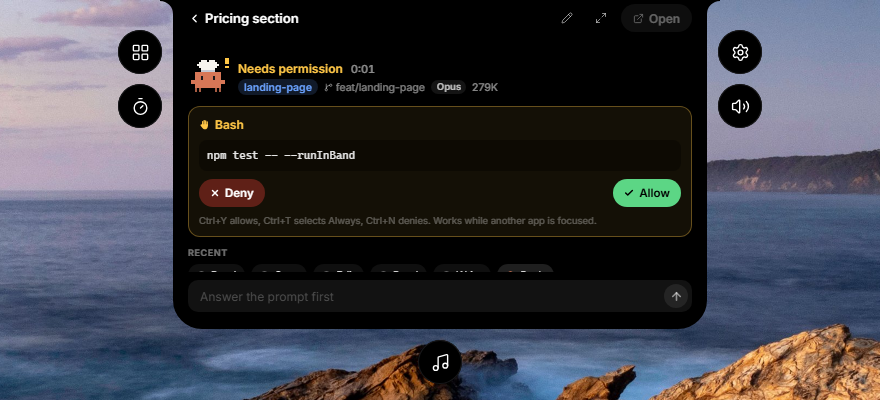 Pricing section
Open
Needs permission 0:01
landing-page feat/landing-page Opus 279K
Bash
npm test -- --runInBand
Deny
Allow
Ctrl+Y allows, Ctrl+T selects Always, Ctrl+N denies. Works while another app is focused.
RECENT
Answer the prompt first